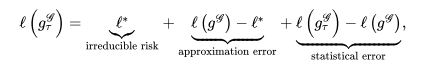 ℓ(g_τ^𝒢) = ℓ* + ℓ(g^𝒢) − ℓ* + ℓ(g_τ^𝒢) − ℓ(g^𝒢),
irreducible risk approximation error statistical error